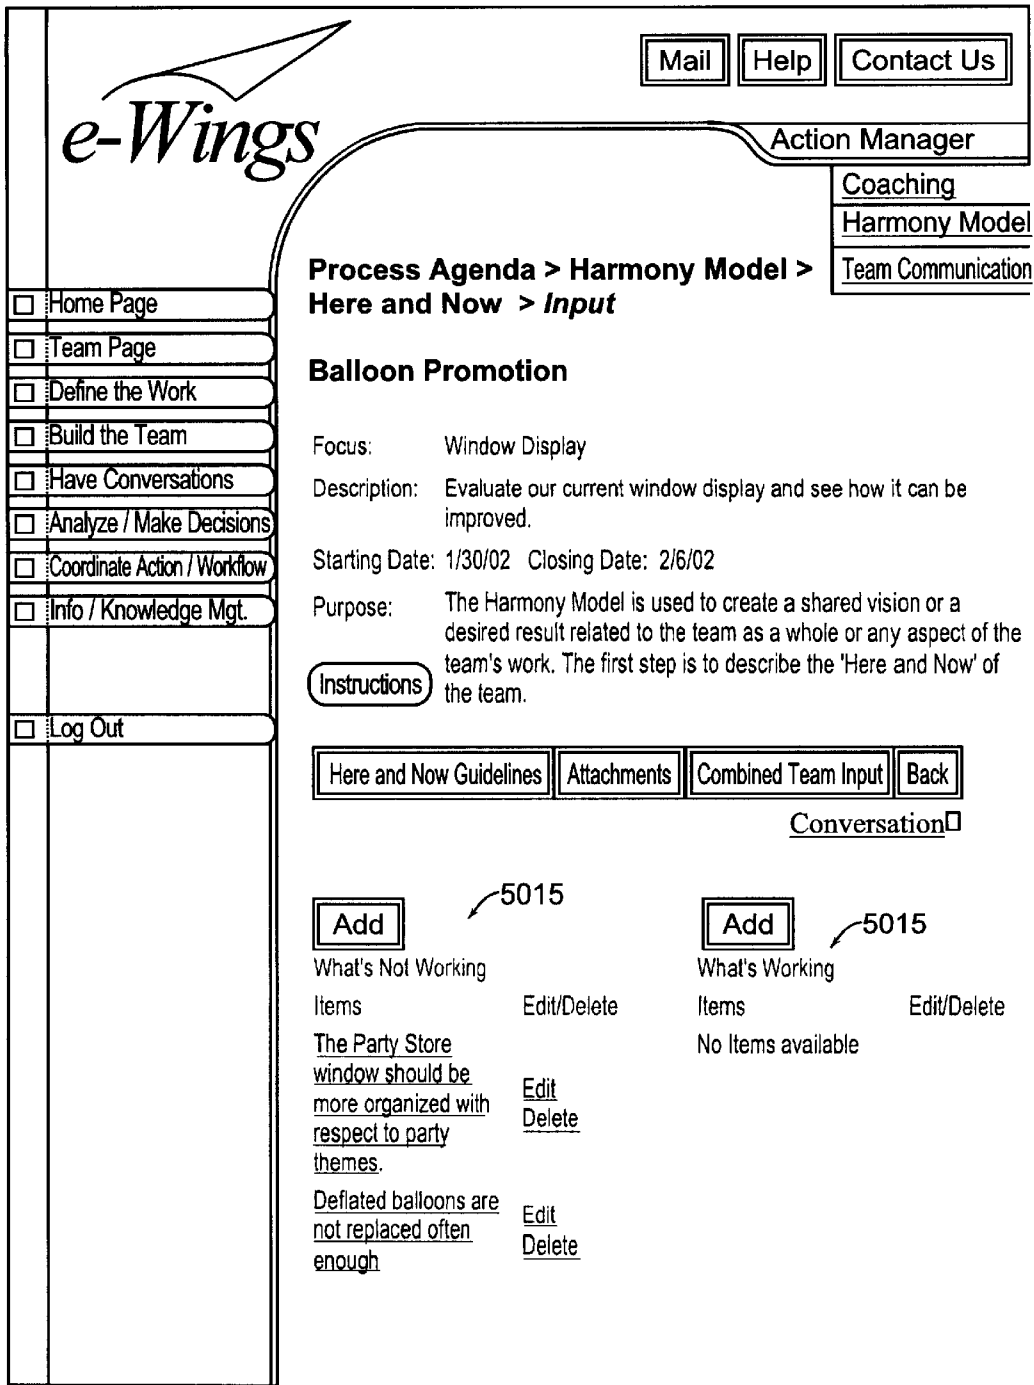 e-Wings
Mail Help Contact Us
Action Manager
Coaching
Harmony Model
Team Communication
Home Page
Team Page
Define the Work
Build the Team
Have Conversations
Analyze / Make Decisions
Coordinate Action / Workflow
Info / Knowledge Mgt.
Log Out
Process Agenda > Harmony Model >
Here and Now > Input
Balloon Promotion
Focus: Window Display
Description: Evaluate our current window display and see how it can be
improved.
Starting Date: 1/30/02 Closing Date: 2/6/02
Purpose: The Harmony Model is used to create a shared vision or a
desired result related to the team as a whole or any aspect of the
team's work. The first step is to describe the 'Here and Now' of
the team.
Instructions
Here and Now Guidelines Attachments Combined Team Input Back
Conversation
Add 5015
What's Not Working
Items Edit/Delete
The Party Store
window should be
more organized with
respect to party
themes.
Edit
Delete
Deflated balloons are
not replaced often
enough
Edit
Delete
Add 5015
What's Working
Items Edit/Delete
No Items available